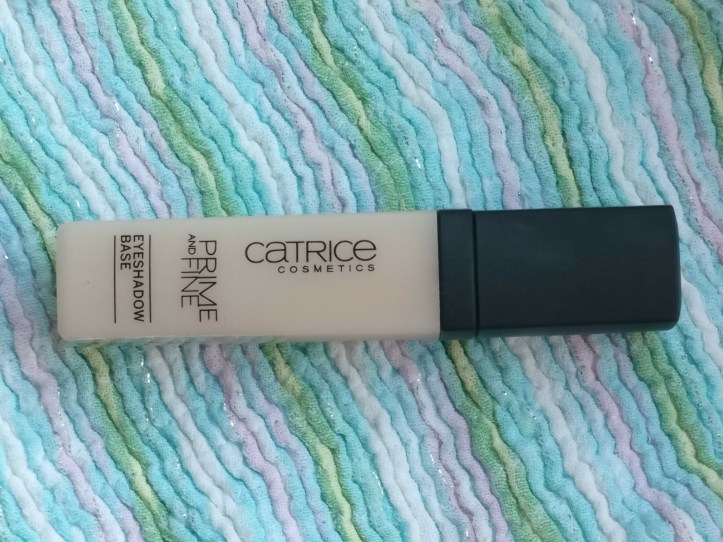 CATRICE
COSMETICS
PRIME
AND
FINE
EYESHADOW
BASE